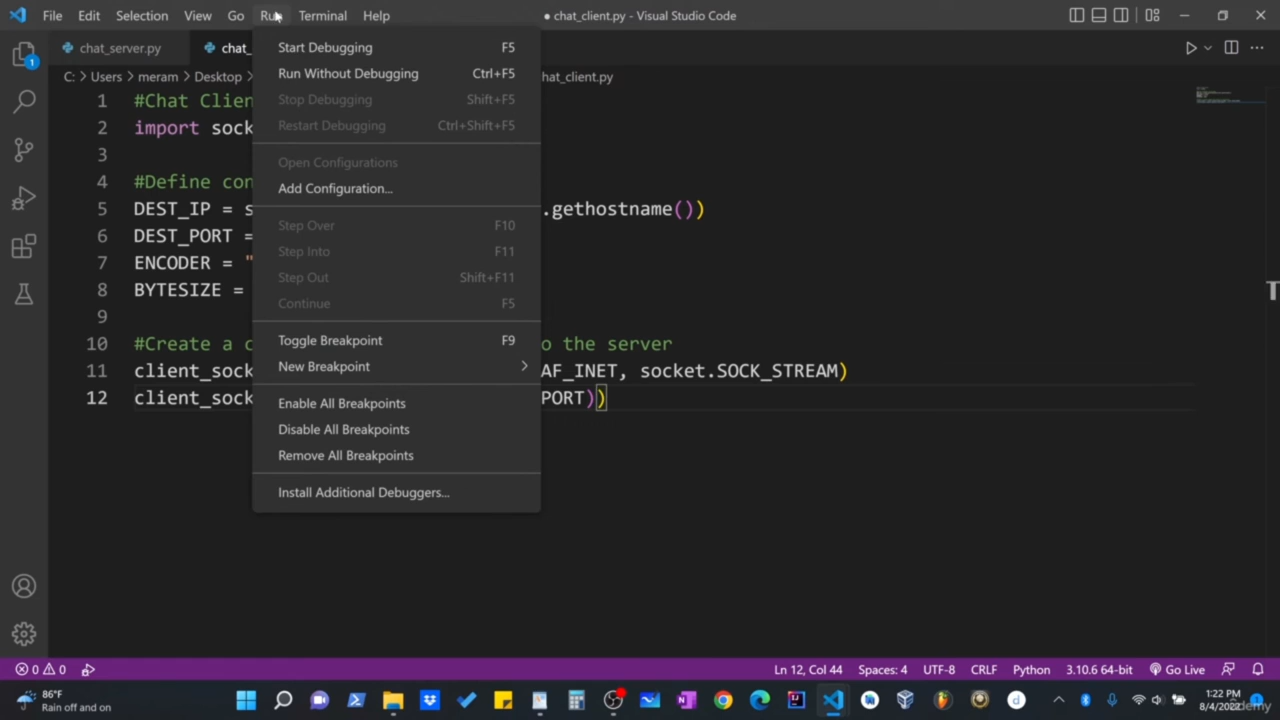 File Edit Selection View Go Run Terminal Help
● chat_client.py - Visual Studio Code
chat_server.py
chat_
C: > Users > meram > Desktop > hat_client.py
1 #Chat Clien
2 import sock
3
4 #Define con
5 DEST_IP = s .gethostname())
6 DEST_PORT =
7 ENCODER = "
8 BYTESIZE =
9
10 #Create a c o the server
11 client_sock AF_INET, socket.SOCK_STREAM)
12 client_sock PORT))
Start Debugging F5
Run Without Debugging Ctrl+F5
Stop Debugging Shift+F5
Restart Debugging Ctrl+Shift+F5
Open Configurations
Add Configuration...
Step Over F10
Step Into F11
Step Out Shift+F11
Continue F5
Toggle Breakpoint F9
New Breakpoint >
Enable All Breakpoints
Disable All Breakpoints
Remove All Breakpoints
Install Additional Debuggers...
1
T
0 0 Ln 12, Col 44 Spaces: 4 UTF-8 CRLF Python 3.10.6 64-bit Go Live
86°F
Rain off and on
1:22 PM
8/4/2022